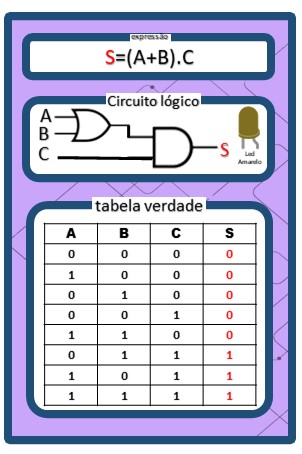 expressão
S=(A+B).C
Circuito lógico
A
B
C
S
Led
Amarelo
tabela verdade
A B C S
0 0 0 0
1 0 0 0
0 1 0 0
0 0 1 0
1 1 0 0
0 1 1 1
1 0 1 1
1 1 1 1